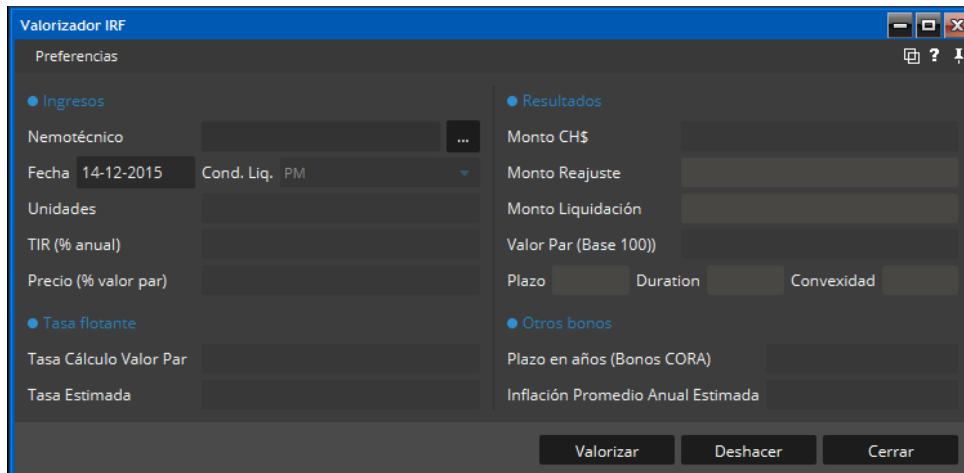 Valorizador IRF
Preferencias
?
Ingresos
Nemotécnico
...
Fecha 14-12-2015 Cond. Liq. PM
Unidades
TIR (% anual)
Precio (% valor par)
Tasa flotante
Tasa Cálculo Valor Par
Tasa Estimada
Resultados
Monto CH$
Monto Reajuste
Monto Liquidación
Valor Par (Base 100))
Plazo Duration Convexidad
Otros bonos
Plazo en años (Bonos CORA)
Inflación Promedio Anual Estimada
Valorizar Deshacer Cerrar